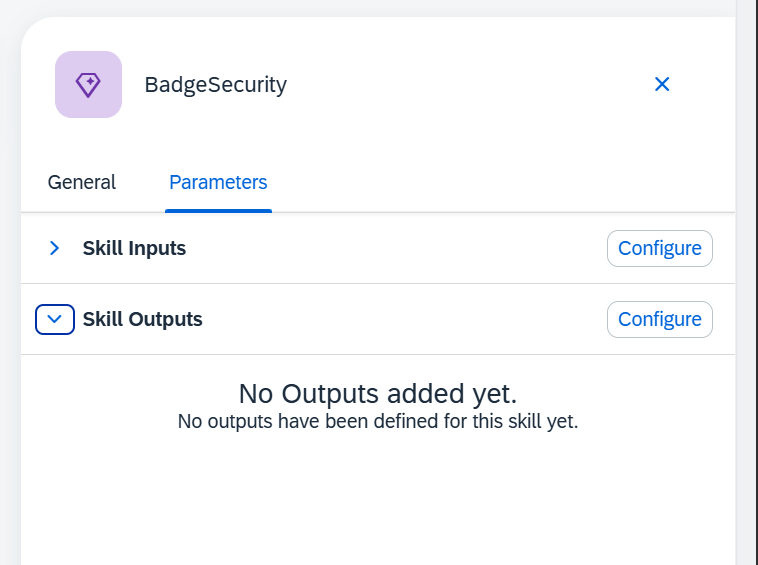 BadgeSecurity
General Parameters
Skill Inputs Configure
Skill Outputs Configure
No Outputs added yet.
No outputs have been defined for this skill yet.